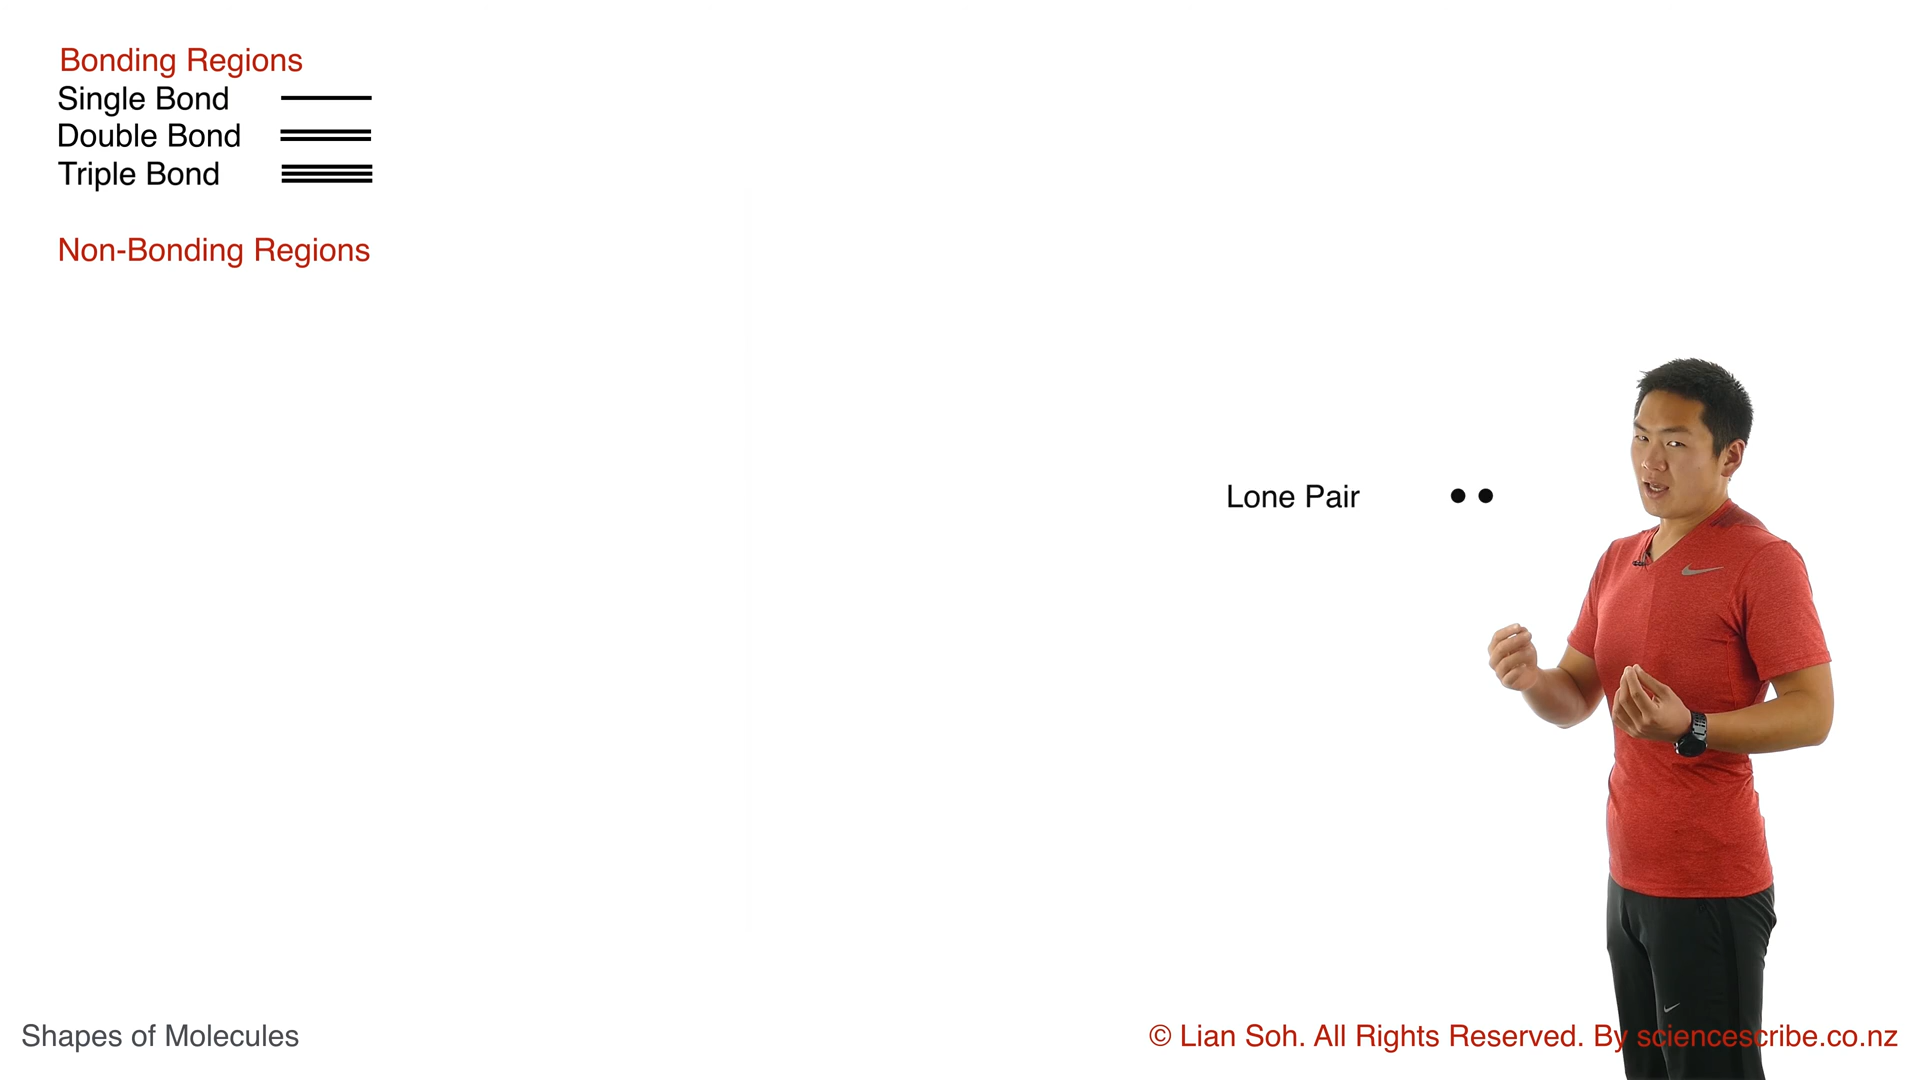 Bonding Regions
Single Bond
Double Bond
Triple Bond
Non-Bonding Regions
Lone Pair
Shapes of Molecules
© Lian Soh. All Rights Reserved. By sciencescribe.co.nz